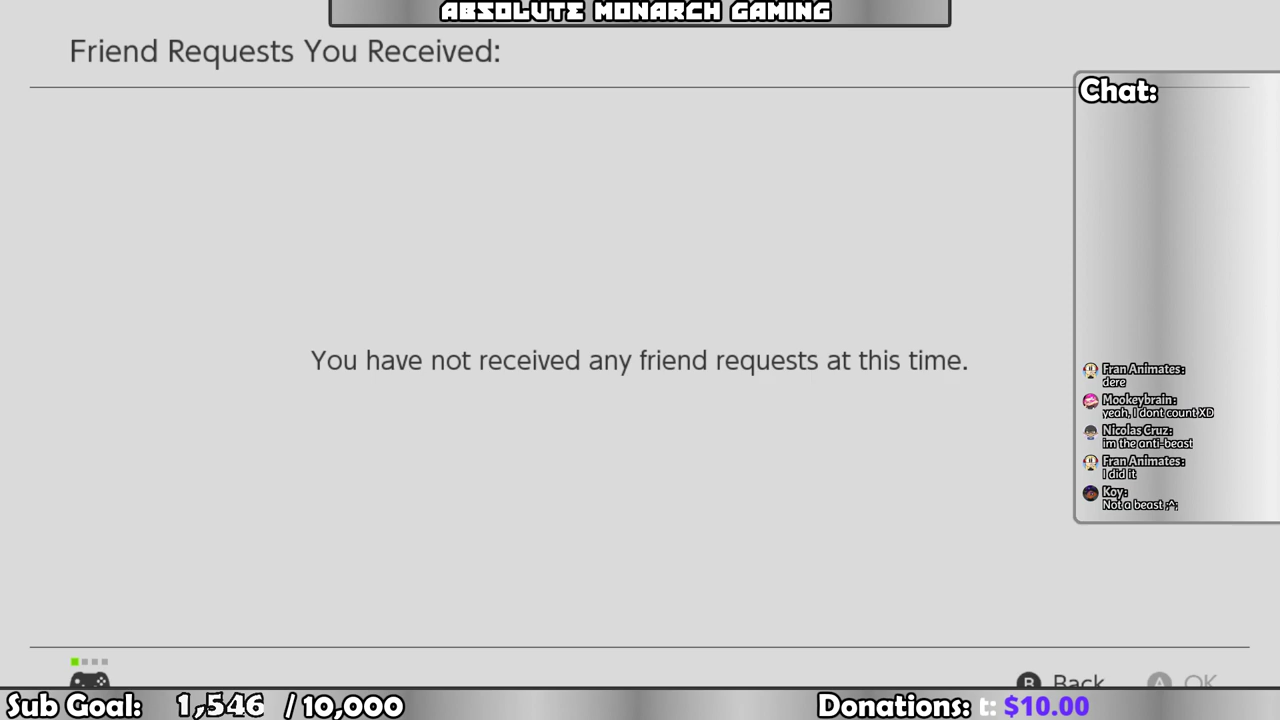 ABSOLUTE MONARCH GAMING
Friend Requests You Received:
Chat:
You have not received any friend requests at this time.
Fran Animates:
dere
Mookeybrain:
yeah, I dont count XD
Nicolas Cruz:
im the anti-beast
Fran Animates:
I did it
Koy:
Not a beast ;^;
B Back A OK
Sub Goal: 1,546 / 10,000 Donations: t: $10.00